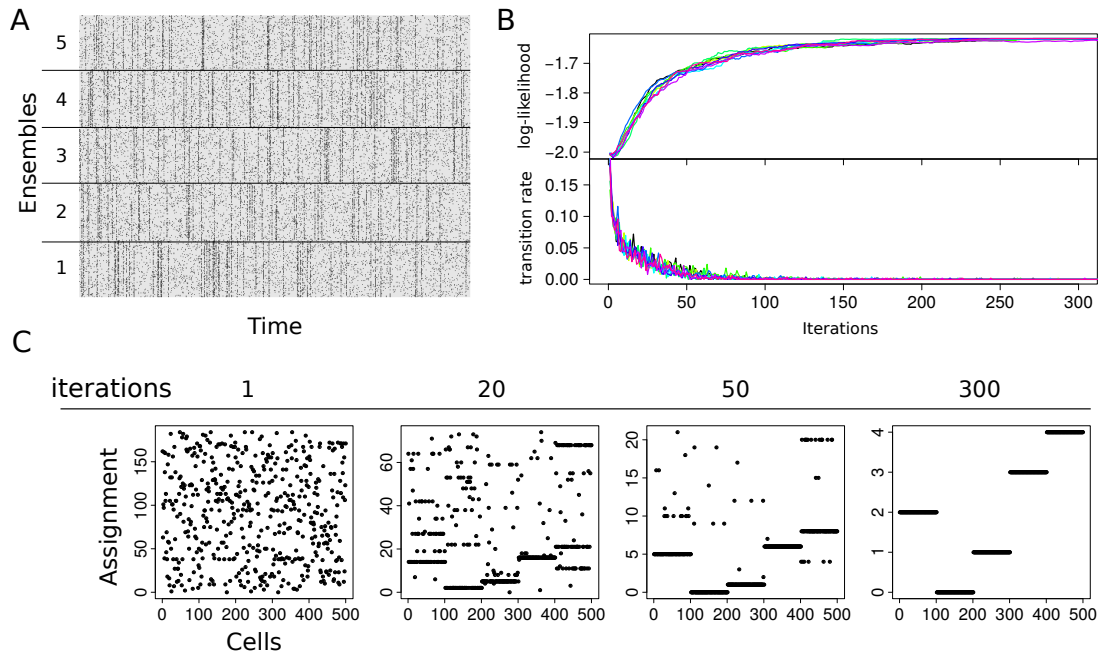 A
5
4
3
2
1
Ensembles
Time
B
log-likelihood
−1.7
−1.8
−1.9
−2.0
transition rate
0.15
0.10
0.05
0.00
0 50 100 150 200 250 300
Iterations
C
iterations 1 20 50 300
Assignment
150
100
50
0
0 100 200 300 400 500
Cells
60
40
20
0
0 100 200 300 400 500
20
15
10
5
0
0 100 200 300 400 500
4
3
2
1
0
0 100 200 300 400 500